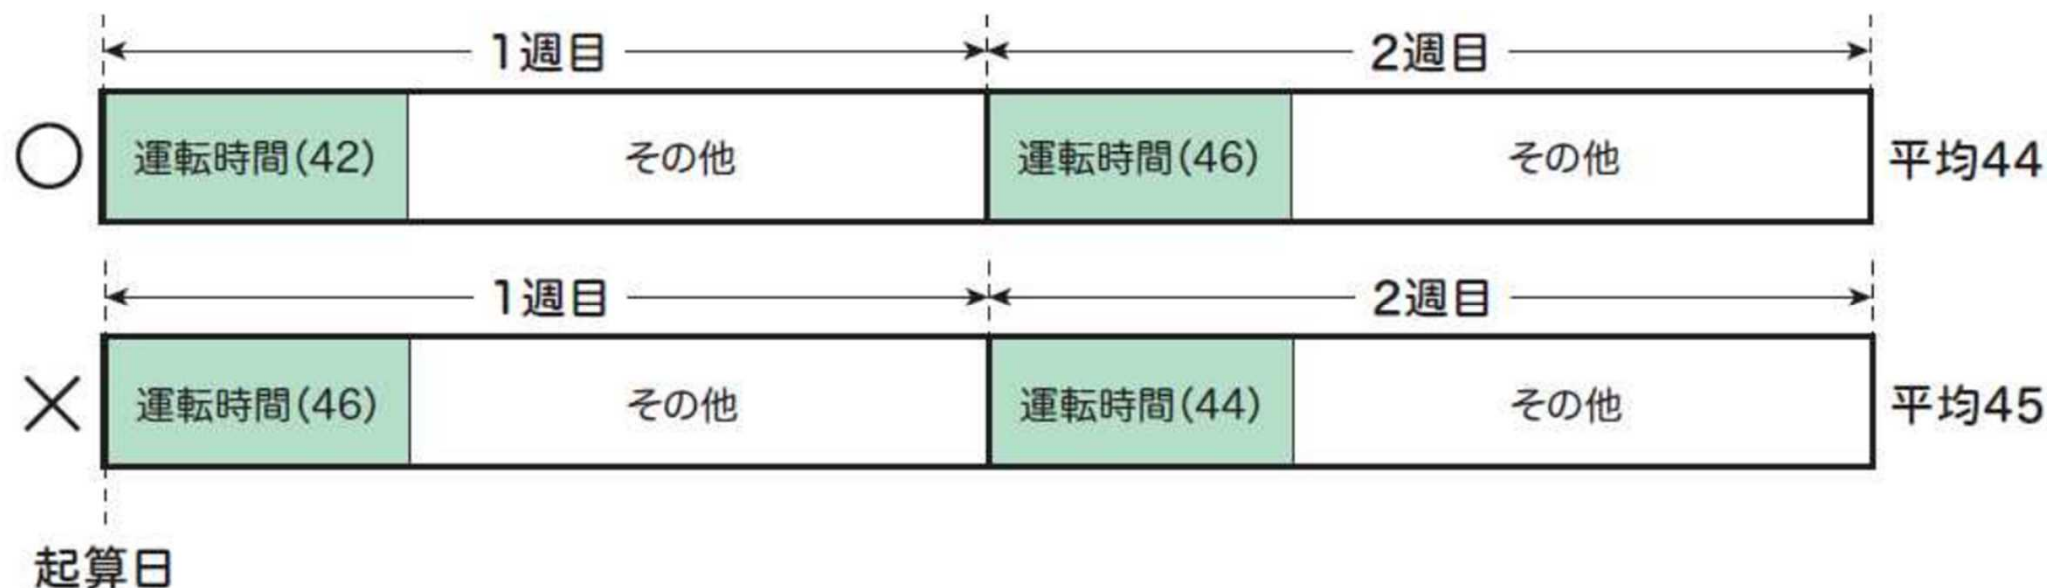 1週目 2週目
○ 運転時間(42) その他 運転時間(46) その他 平均44
1週目 2週目
× 運転時間(46) その他 運転時間(44) その他 平均45
起算日